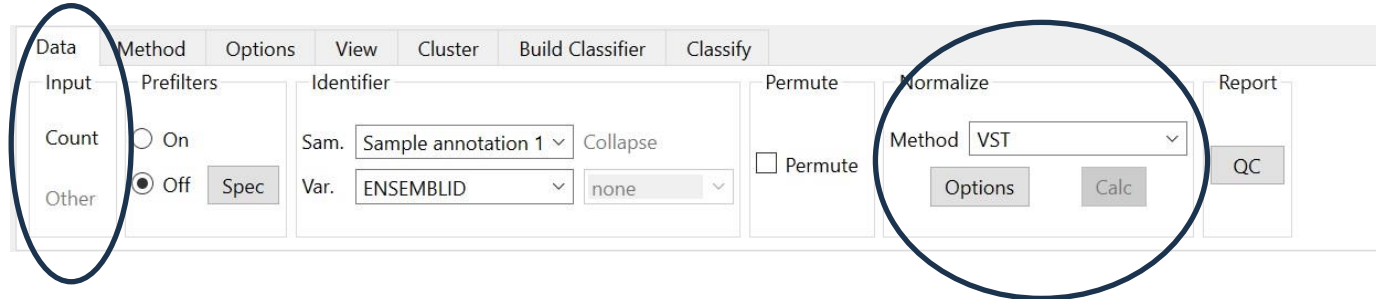 Data Method Options View Cluster Build Classifier Classify
Input Prefilters Identifier Permute Normalize Report
Count On Sam. Sample annotation 1 Collapse Method VST
Permute QC
Other Off Spec Var. ENSEMBLID none Options Calc